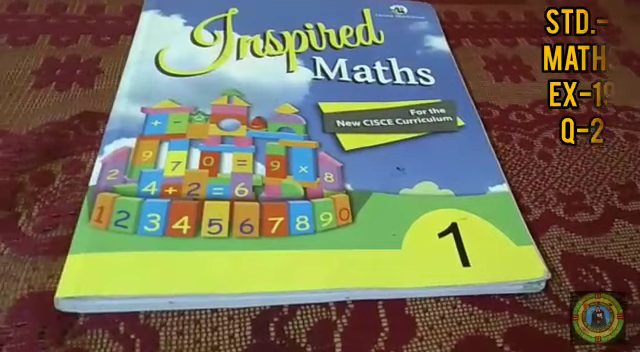 Inspired
Maths
For the
New CISCE Curriculum
+ −
9 7 0 = 9 × 8
2
4 + 2 = 6
1 2 3 4 5 6 7 8 9 0
1
STD.-
MATH
EX-19
Q-2